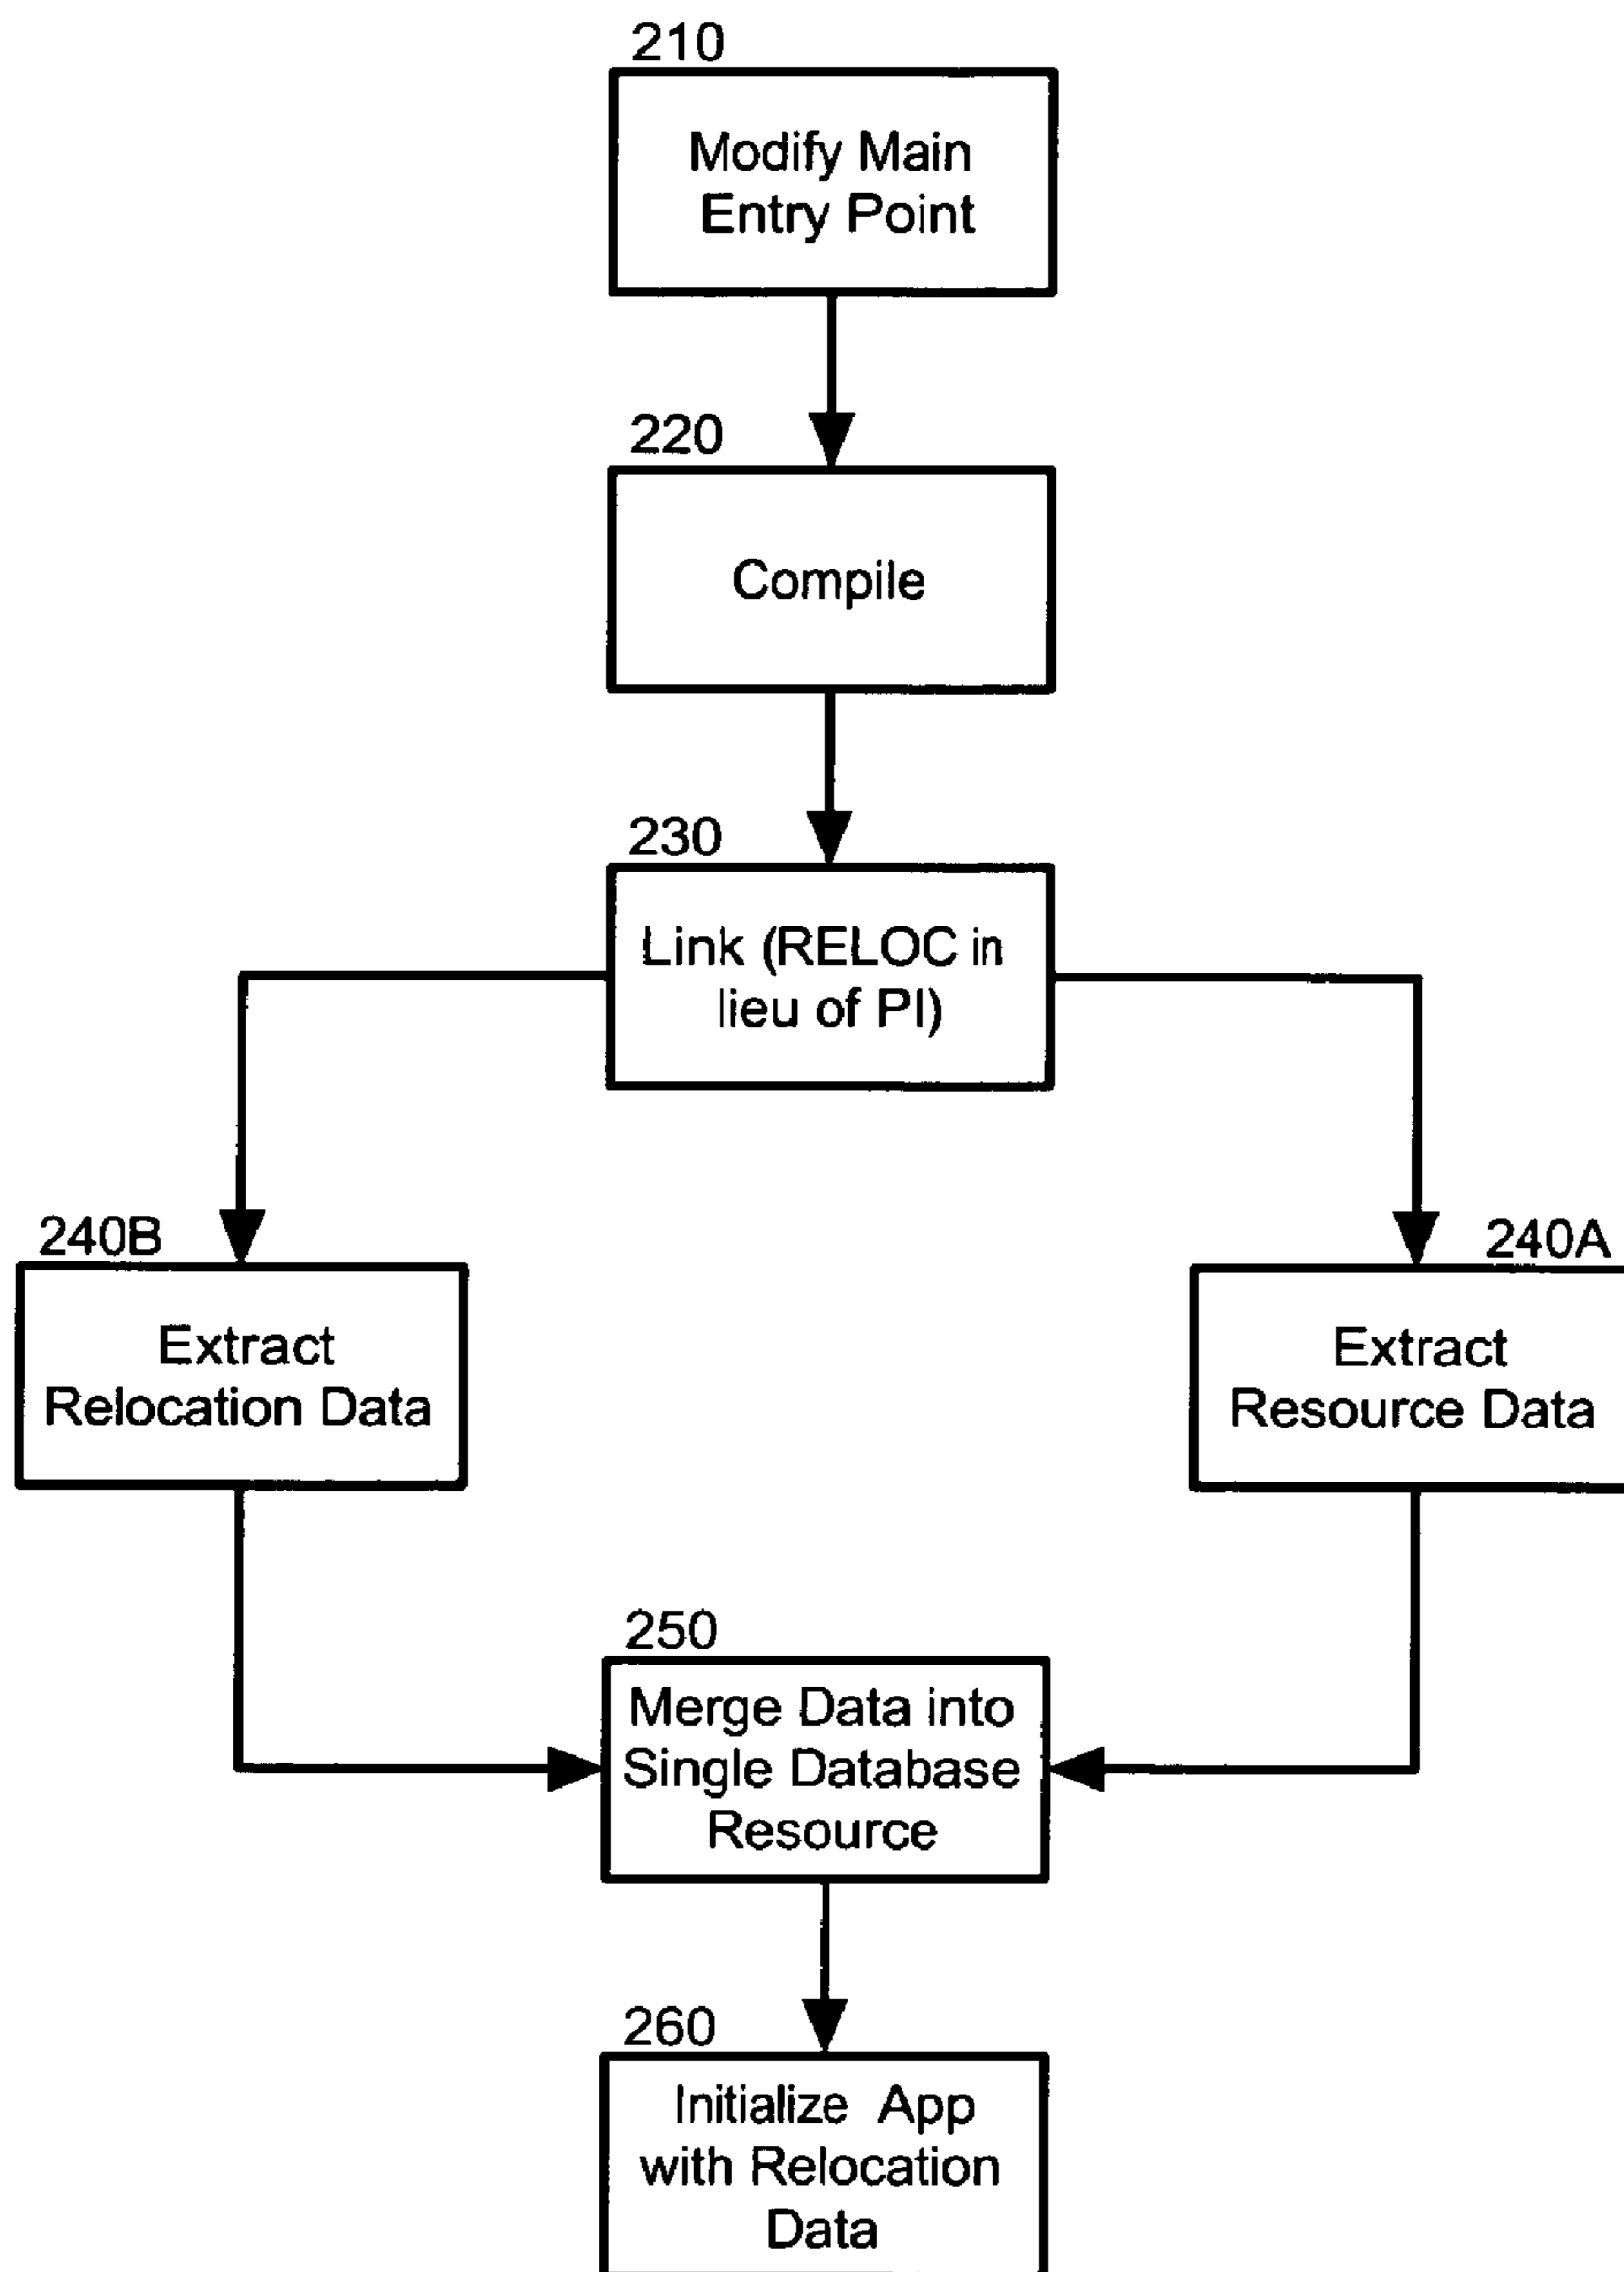 210
Modify Main
Entry Point
220
Compile
230
Link (RELOC in
lieu of PI)
240B
Extract
Relocation Data
240A
Extract
Resource Data
250
Merge Data into
Single Database
Resource
260
Initialize App
with Relocation
Data